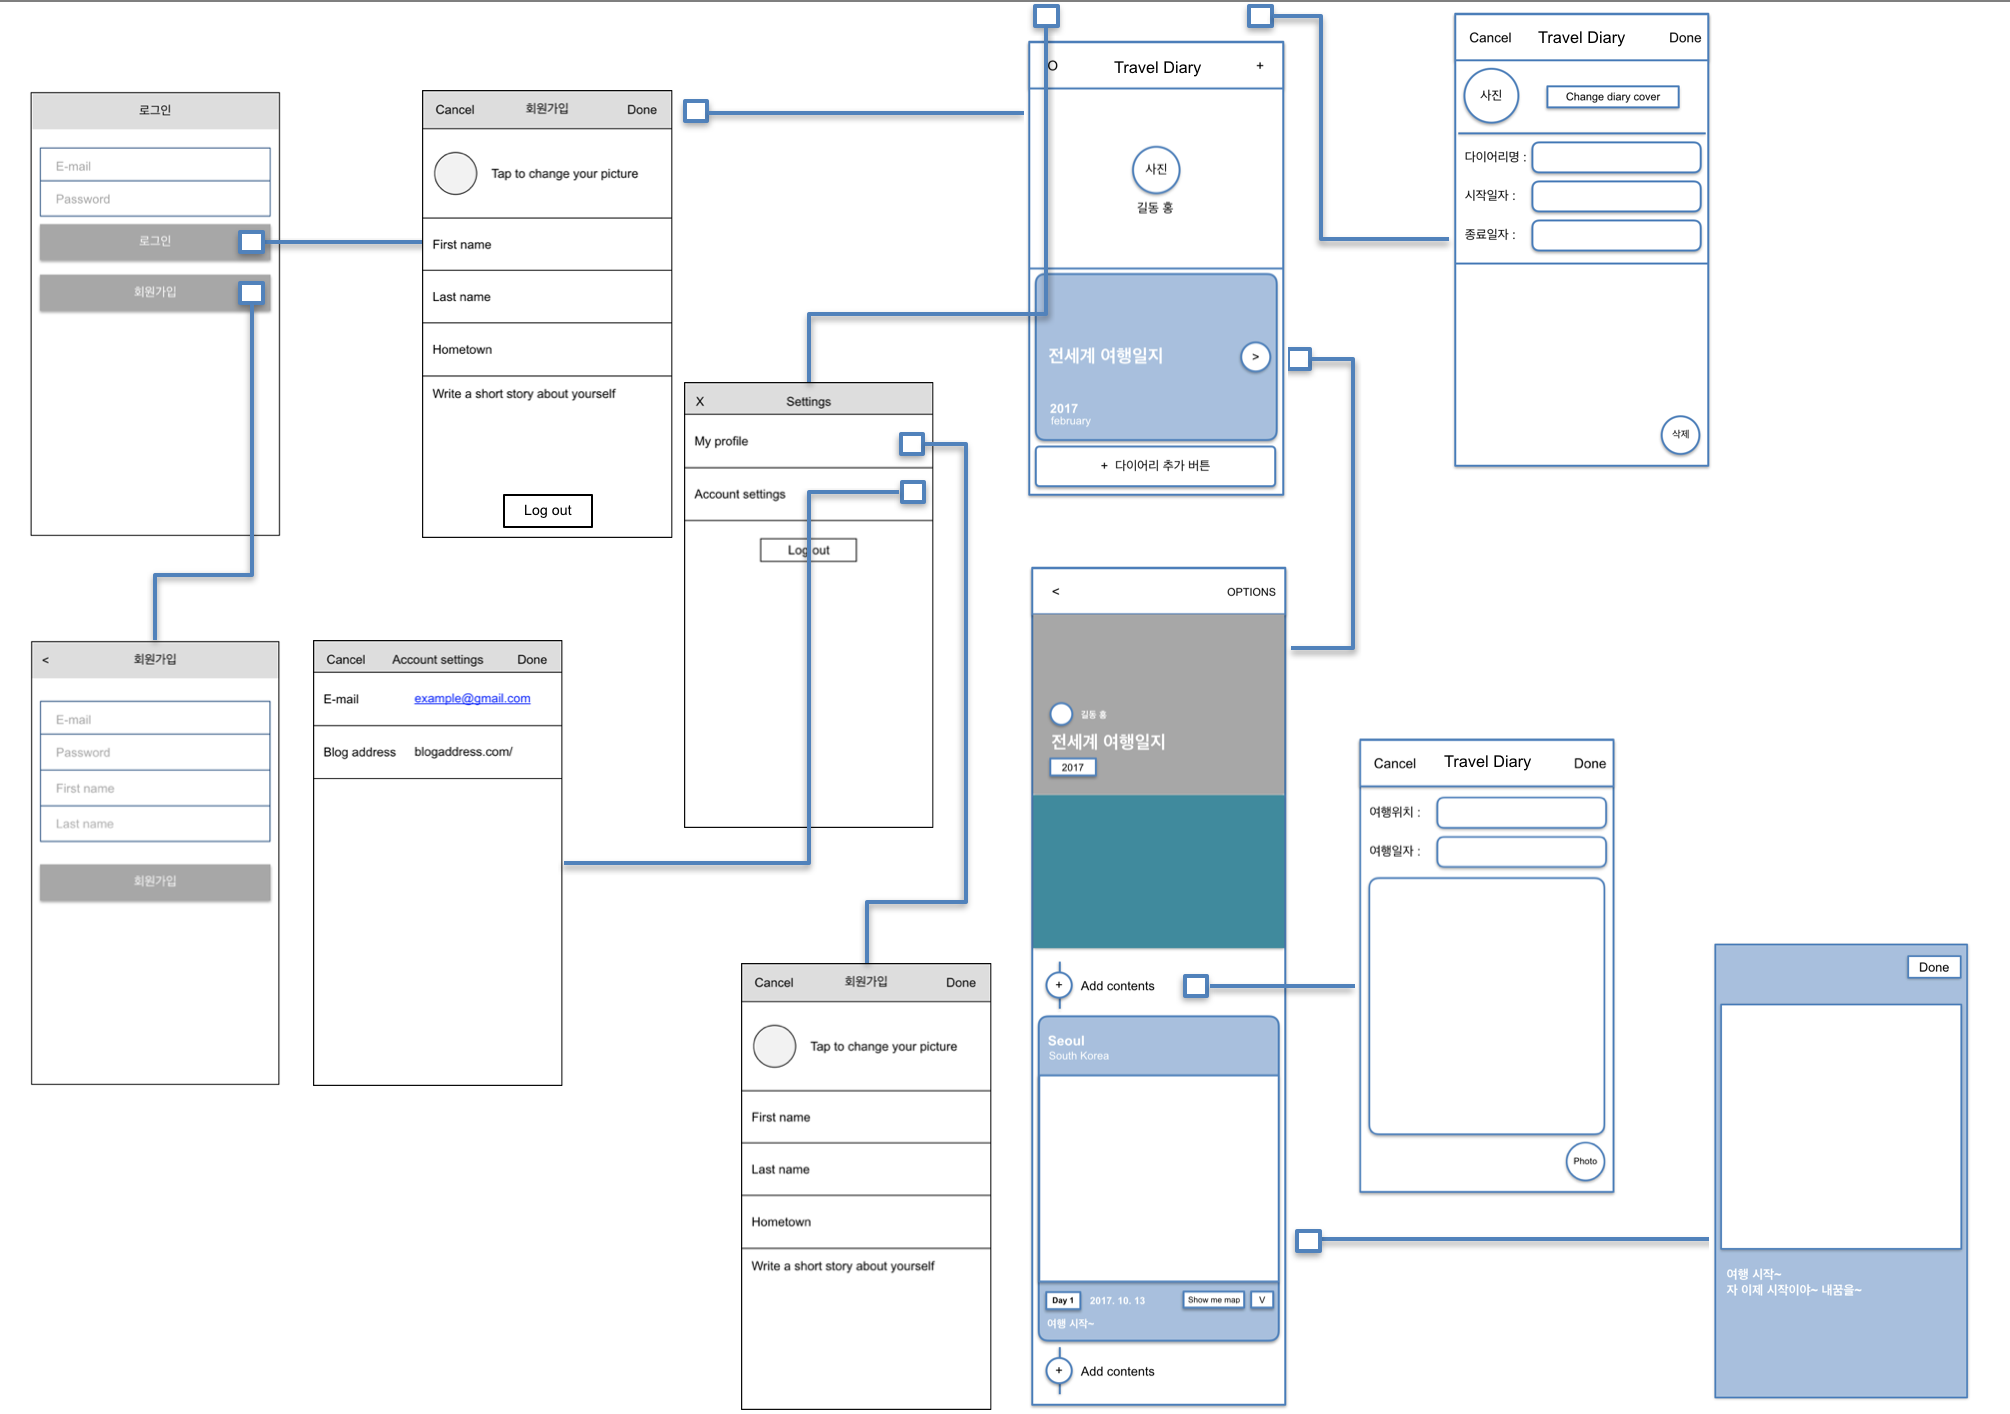 로그인
E-mail
Password
로그인
회원가입
Cancel 회원가입 Done
Tap to change your picture
First name
Last name
Hometown
Write a short story about yourself
Log out
X Settings
My profile
Account settings
Log out
O Travel Diary +
사진
길동 홍
전세계 여행일지
>
2017
february
+ 다이어리 추가 버튼
Cancel Travel Diary Done
사진
Change diary cover
다이어리명 :
시작일자 :
종료일자 :
삭제
< 회원가입
E-mail
Password
First name
Last name
회원가입
Cancel Account settings Done
E-mail example@gmail.com
Blog address blogaddress.com/
Cancel 회원가입 Done
Tap to change your picture
First name
Last name
Hometown
Write a short story about yourself
< OPTIONS
길동 홍
전세계 여행일지
2017
+ Add contents
Seoul
South Korea
Day 1 2017. 10. 13 Show me map V
여행 시작~
+ Add contents
Cancel Travel Diary Done
여행위치 :
여행일자 :
Photo
Done
여행 시작~
자 이제 시작이야~ 내꿈을~